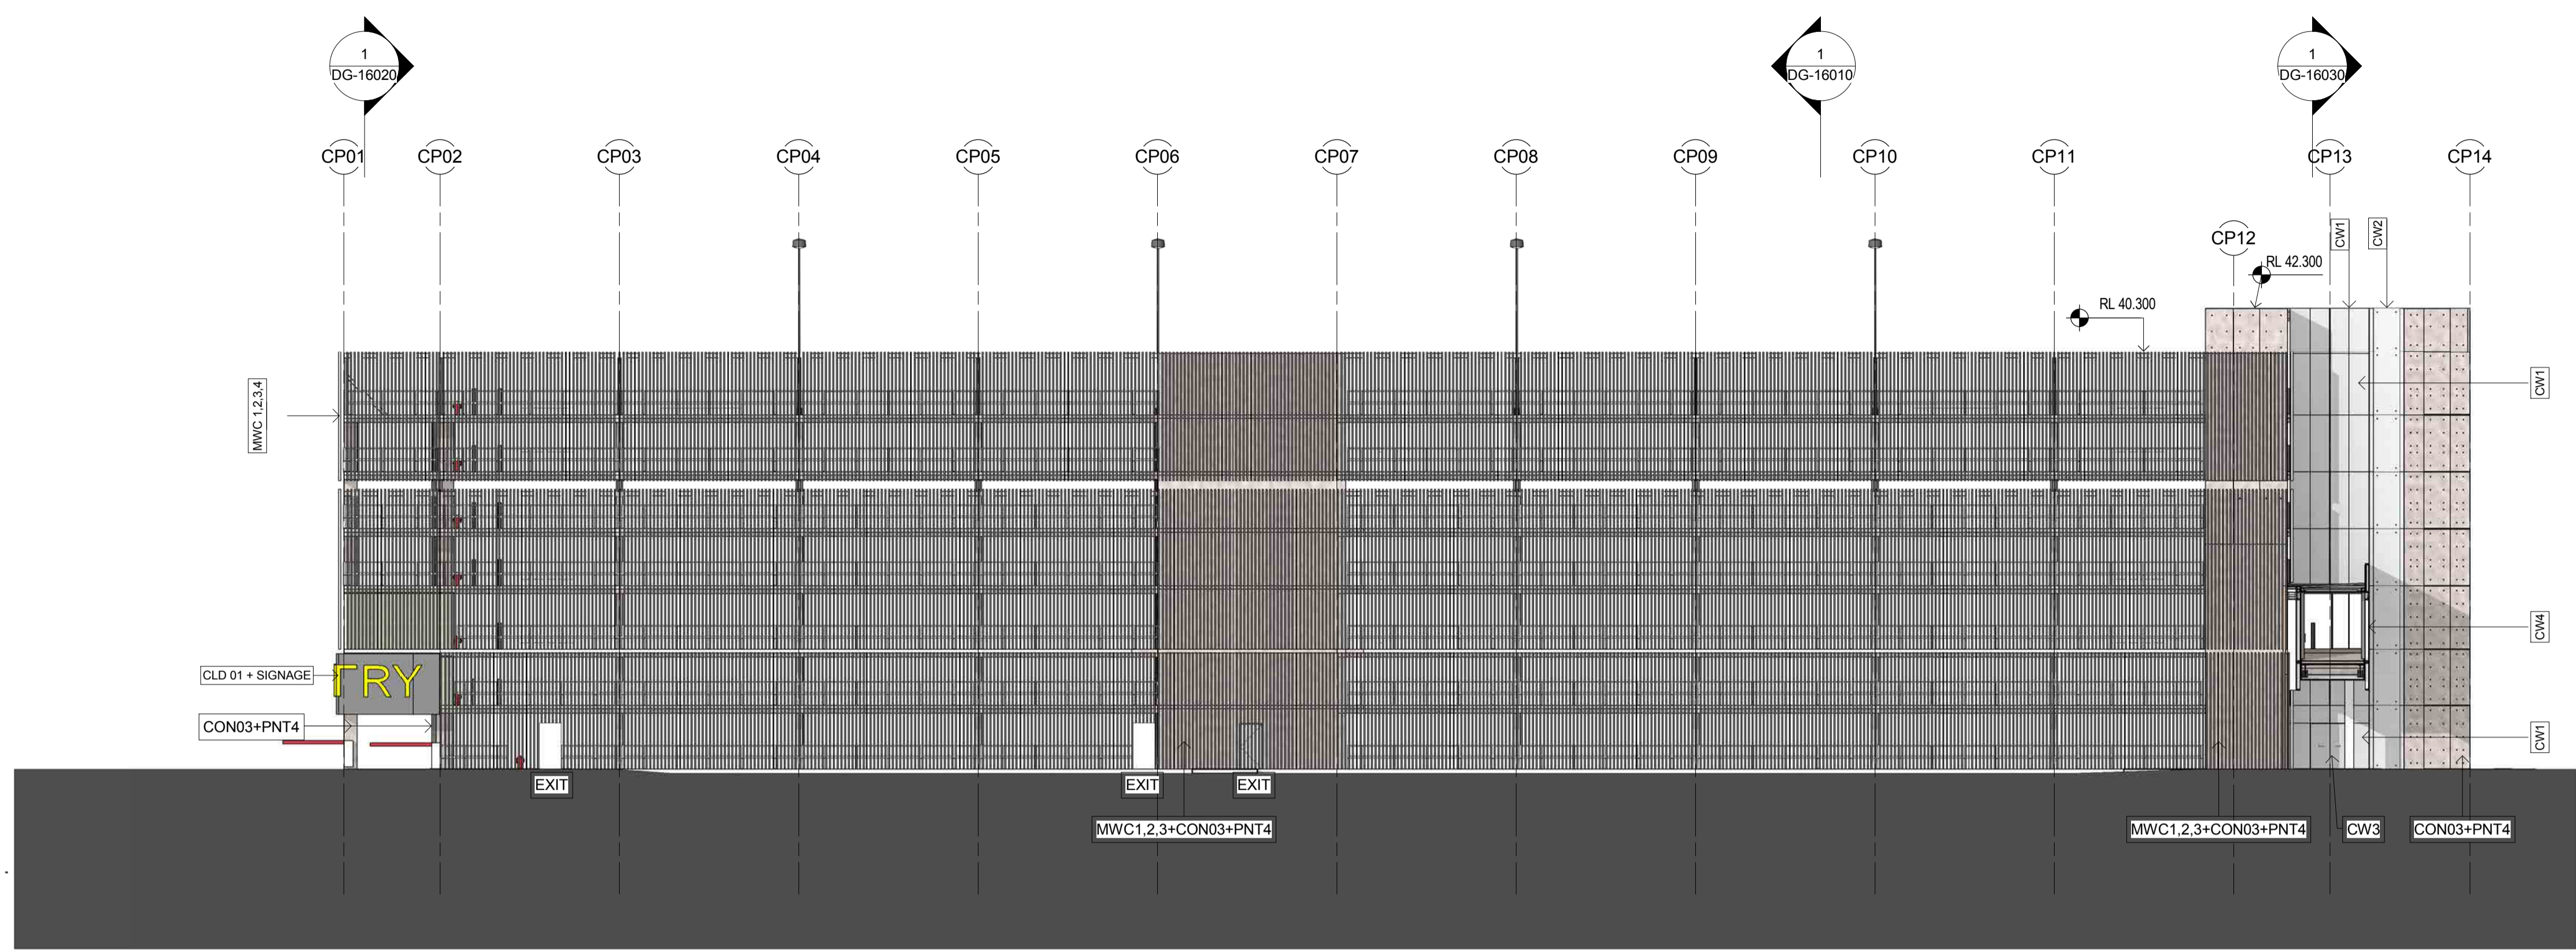 1
DG-16020
1
DG-16010
1
DG-16030
CP01
CP02
CP03
CP04
CP05
CP06
CP07
CP08
CP09
CP10
CP11
CP13
CP14
CP12
CW1
CW2
RL 42.300
RL 40.300
MWC 1,2,3,4
CW1
CW4
CLD 01 + SIGNAGE
TRY
CON03+PNT4
CW1
EXIT
EXIT
EXIT
MWC1,2,3+CON03+PNT4
MWC1,2,3+CON03+PNT4
CW3
CON03+PNT4